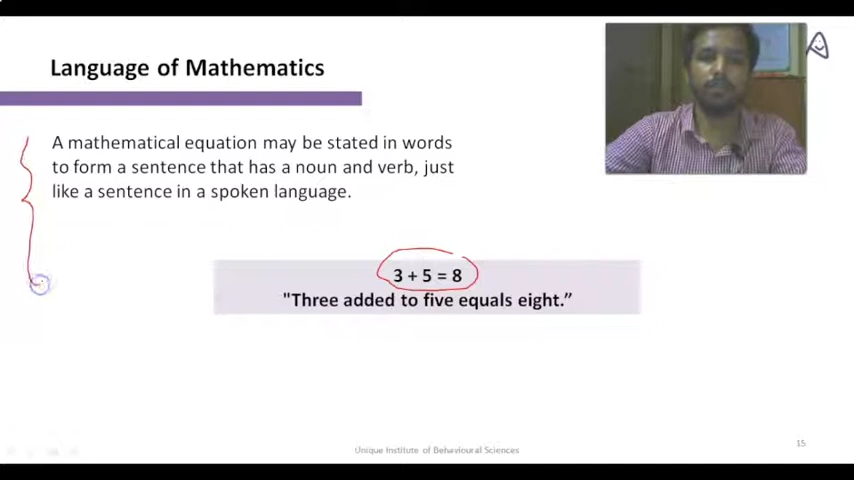 Language of Mathematics
A mathematical equation may be stated in words
to form a sentence that has a noun and verb, just
like a sentence in a spoken language.
3 + 5 = 8
"Three added to five equals eight.”
Unique Institute of Behavioural Sciences
15